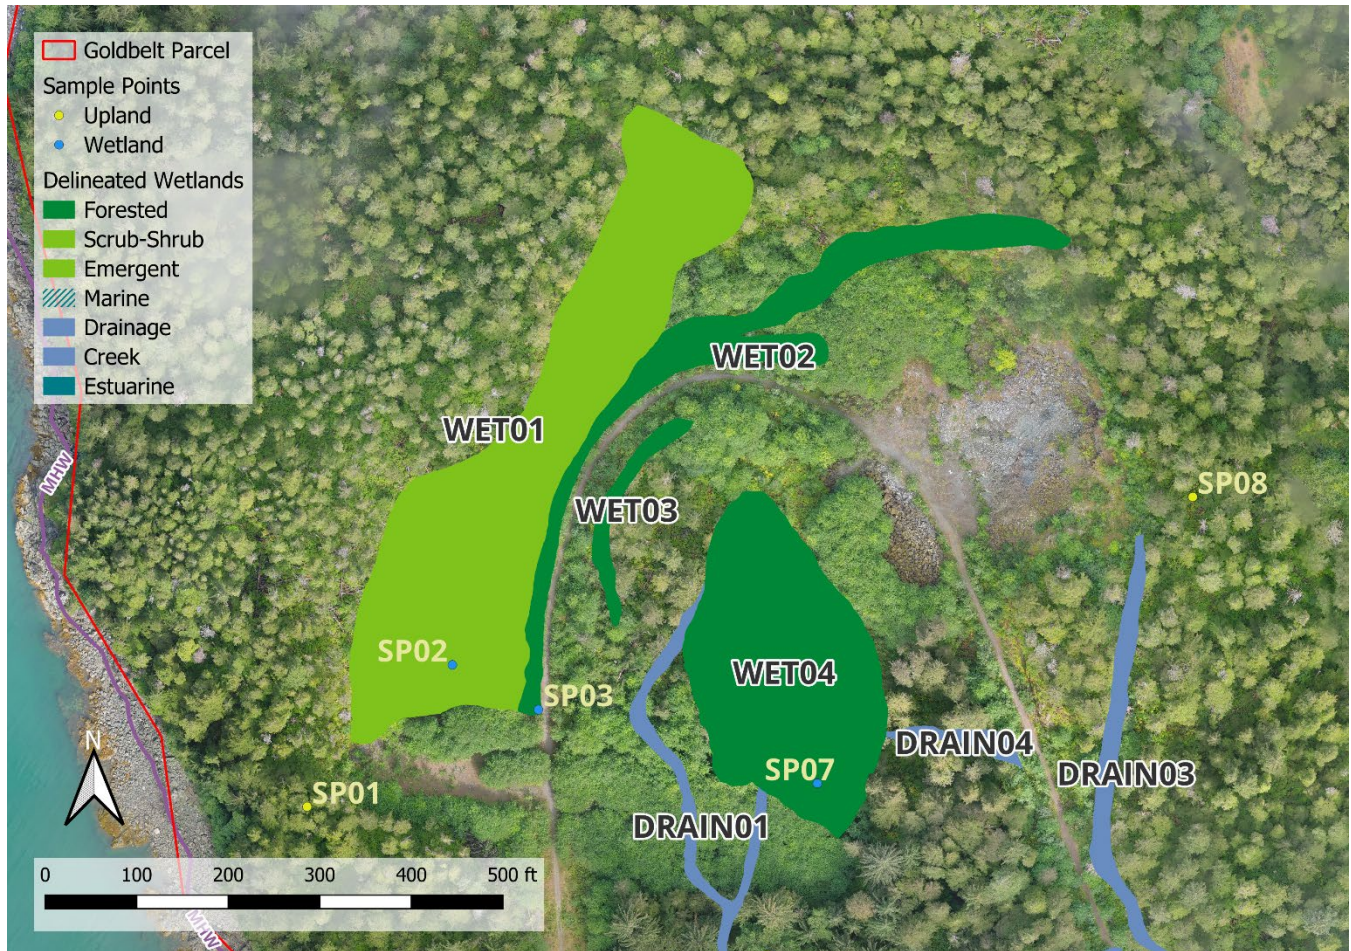 Goldbelt Parcel
Sample Points
Upland
Wetland
Delineated Wetlands
Forested
Scrub-Shrub
Emergent
Marine
Drainage
Creek
Estuarine
WET02
WET01
MHW
SP08
WET03
SP02
WET04
SP03
DRAIN04
SP07
DRAIN03
SP01
DRAIN01
N
0 100 200 300 400 500 ft
MHW